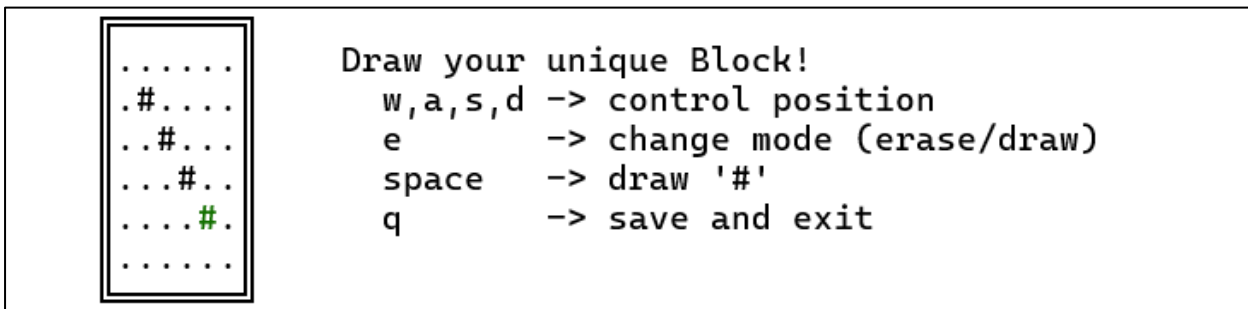 ...... Draw your unique Block!
.#.... w,a,s,d -> control position
..#... e -> change mode (erase/draw)
...#.. space -> draw '#'
....#. q -> save and exit
......